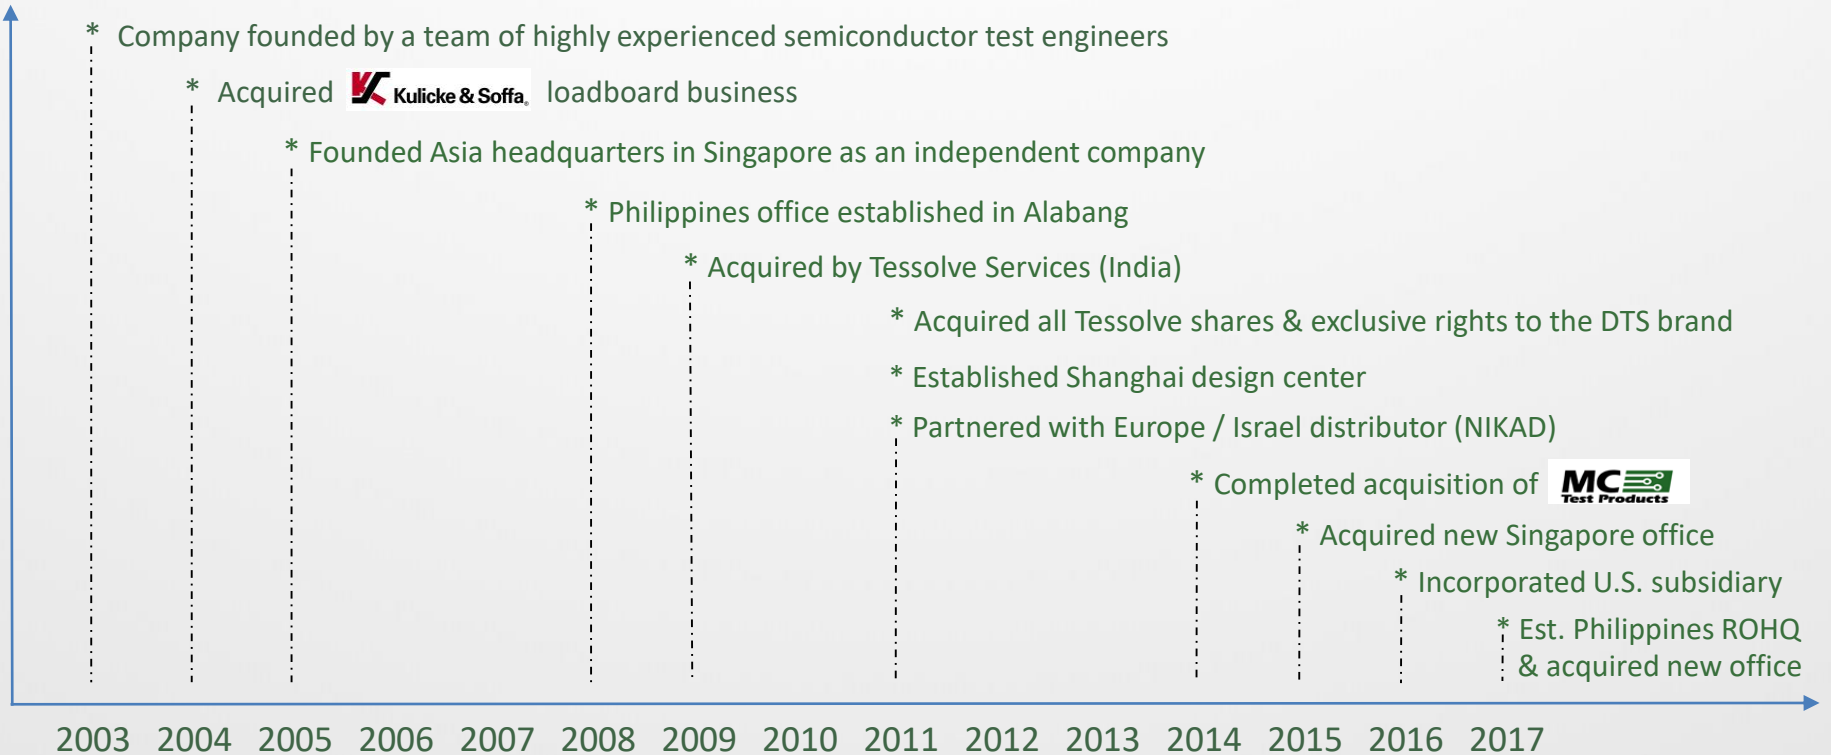 * Company founded by a team of highly experienced semiconductor test engineers
* Acquired Kulicke & Soffa® loadboard business
* Founded Asia headquarters in Singapore as an independent company
* Philippines office established in Alabang
* Acquired by Tessolve Services (India)
* Acquired all Tessolve shares & exclusive rights to the DTS brand
* Established Shanghai design center
* Partnered with Europe / Israel distributor (NIKAD)
* Completed acquisition of MC Test Products
* Acquired new Singapore office
* Incorporated U.S. subsidiary
* Est. Philippines ROHQ
& acquired new office
2003 2004 2005 2006 2007 2008 2009 2010 2011 2012 2013 2014 2015 2016 2017